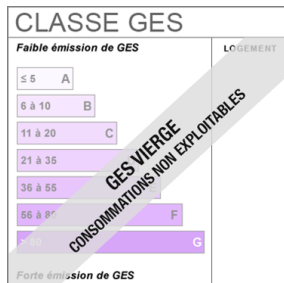 CLASSE GES
Faible émission de GES
LOGEMENT
≤ 5 A
6 à 10 B
11 à 20 C
21 à 35
36 à 55
56 à F
G
GES VIERGE
CONSOMMATIONS NON EXPLOITABLES
Forte émission de GES